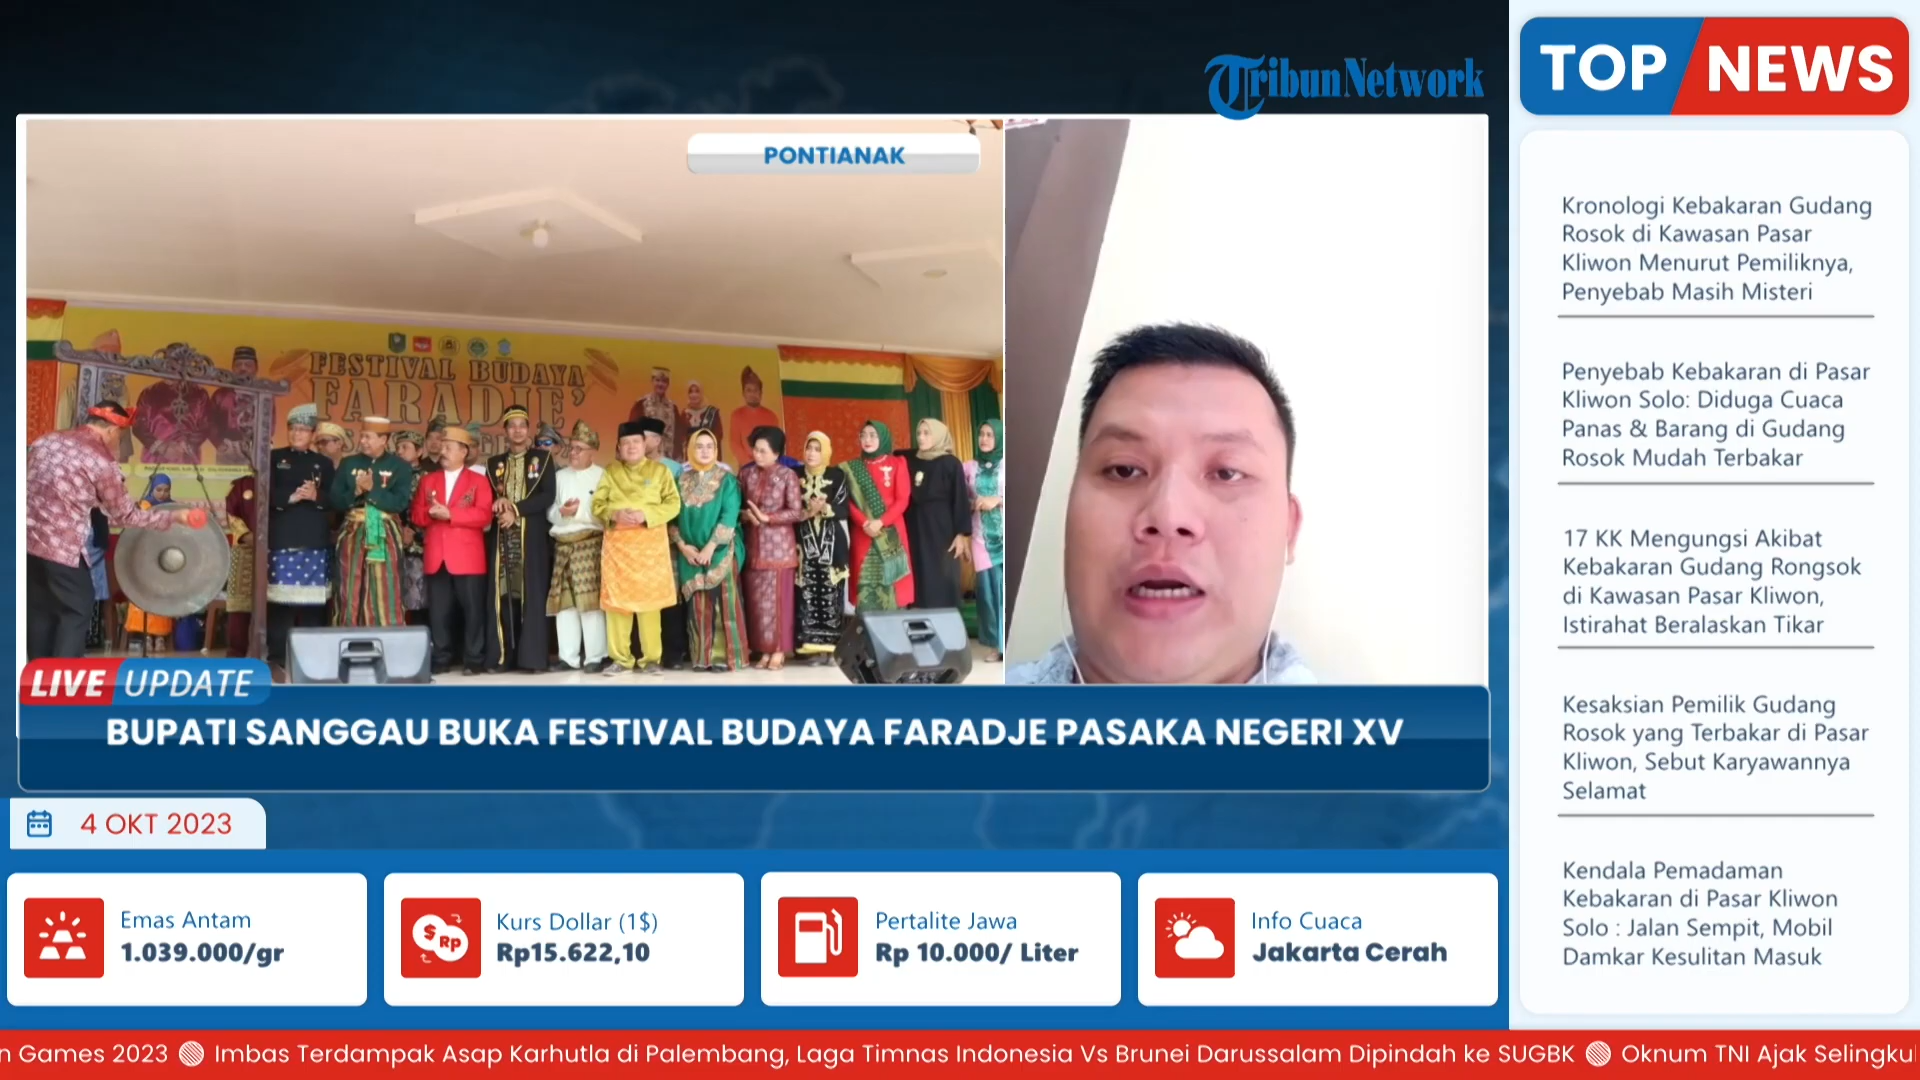 TribunNetwork
PONTIANAK
FESTIVAL BUDAYA
FARADJE'
LIVE UPDATE
BUPATI SANGGAU BUKA FESTIVAL BUDAYA FARADJE PASAKA NEGERI XV
4 OKT 2023
Emas Antam
1.039.000/gr
Kurs Dollar (1$)
Rp15.622,10
Pertalite Jawa
Rp 10.000/ Liter
Info Cuaca
Jakarta Cerah
TOP NEWS
Kronologi Kebakaran Gudang
Rosok di Kawasan Pasar
Kliwon Menurut Pemiliknya,
Penyebab Masih Misteri
Penyebab Kebakaran di Pasar
Kliwon Solo: Diduga Cuaca
Panas & Barang di Gudang
Rosok Mudah Terbakar
17 KK Mengungsi Akibat
Kebakaran Gudang Rongsok
di Kawasan Pasar Kliwon,
Istirahat Beralaskan Tikar
Kesaksian Pemilik Gudang
Rosok yang Terbakar di Pasar
Kliwon, Sebut Karyawannya
Selamat
Kendala Pemadaman
Kebakaran di Pasar Kliwon
Solo : Jalan Sempit, Mobil
Damkar Kesulitan Masuk
n Games 2023 Imbas Terdampak Asap Karhutla di Palembang, Laga Timnas Indonesia Vs Brunei Darussalam Dipindah ke SUGBK Oknum TNI Ajak Selingku